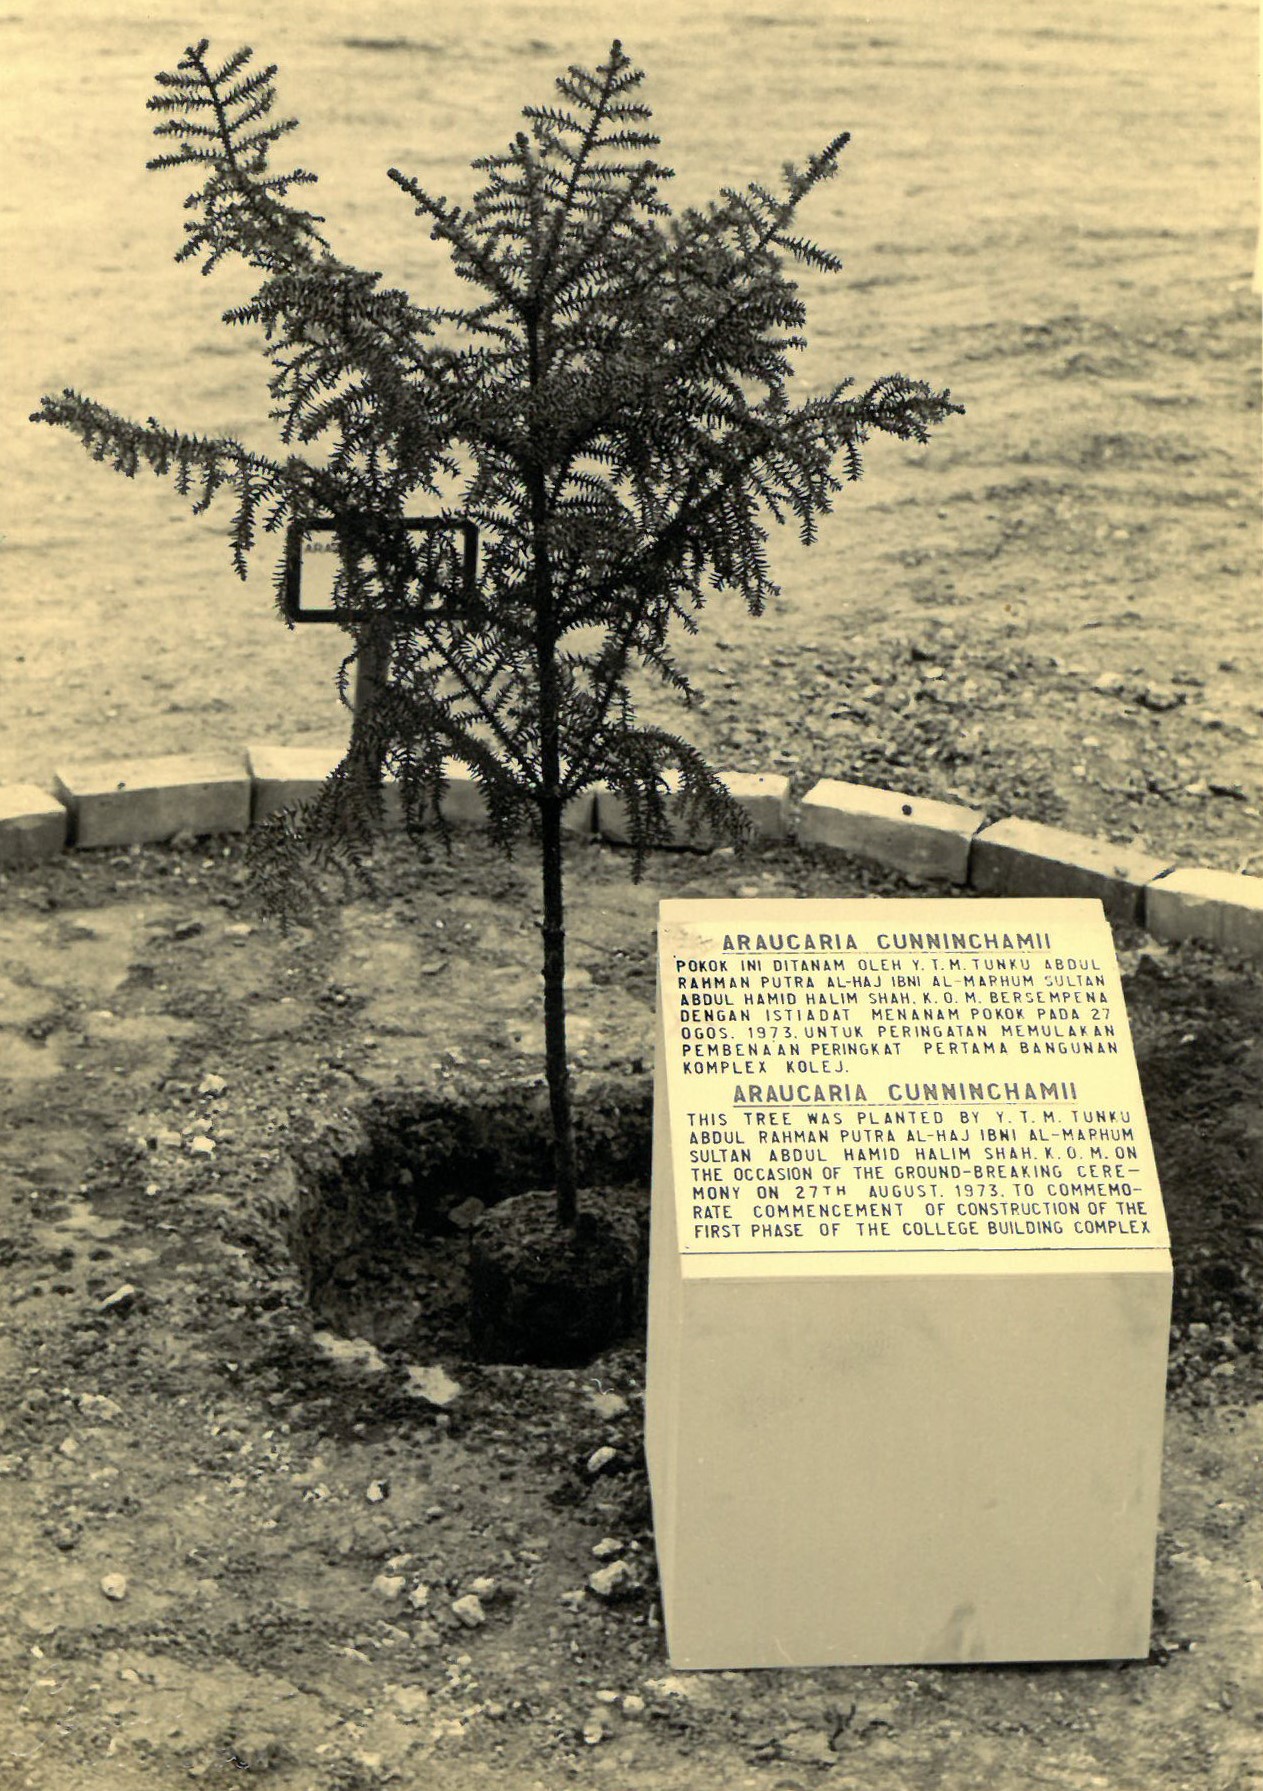 ARAUCARIA CUNNINCHAMII
POKOK INI DITANAM OLEH Y.T.M. TUNKU ABDUL
RAHMAN PUTRA AL-HAJ IBNI AL-MARHUM SULTAN
ABDUL HAMID HALIM SHAH. K.O.M. BERSEMPENA
DENGAN ISTIADAT MENANAM POKOK PADA 27
OGOS. 1973. UNTUK PERINGATAN MEMULAKAN
PEMBENA'AN PERINGKAT PERTAMA BANGUNAN
KOMPLEX KOLEJ.
ARAUCARIA CUNNINCHAMII
THIS TREE WAS PLANTED BY Y.T.M. TUNKU
ABDUL RAHMAN PUTRA AL-HAJ IBNI AL-MARHUM
SULTAN ABDUL HAMID HALIM SHAH. K.O.M. ON
THE OCCASION OF THE GROUND-BREAKING CERE-
MONY ON 27TH AUGUST. 1973. TO COMMEMO-
RATE COMMENCEMENT OF CONSTRUCTION OF THE
FIRST PHASE OF THE COLLEGE BUILDING COMPLEX